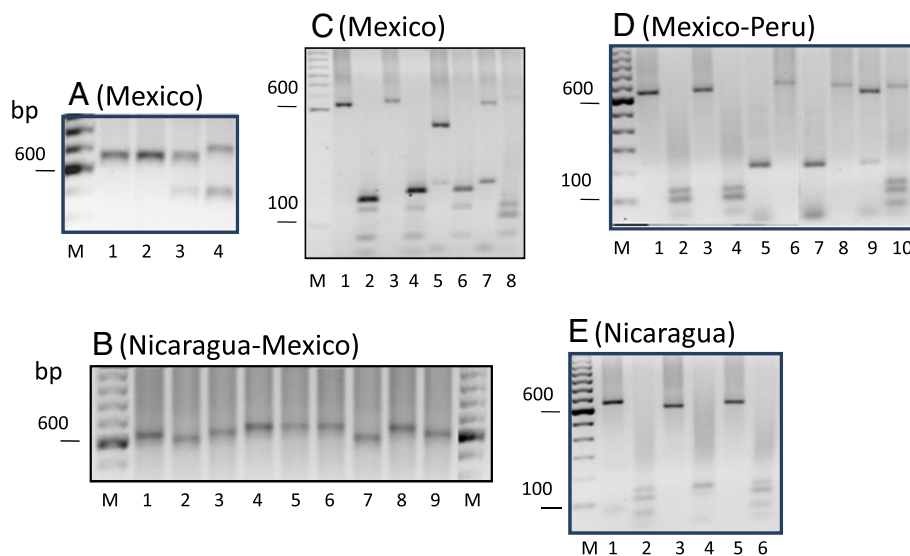 A (Mexico)
bp
600
M 1 2 3 4
C (Mexico)
600
100
M 1 2 3 4 5 6 7 8
D (Mexico-Peru)
600
100
M 1 2 3 4 5 6 7 8 9 10
B (Nicaragua-Mexico)
bp
600
M 1 2 3 4 5 6 7 8 9 M
E (Nicaragua)
600
100
M 1 2 3 4 5 6